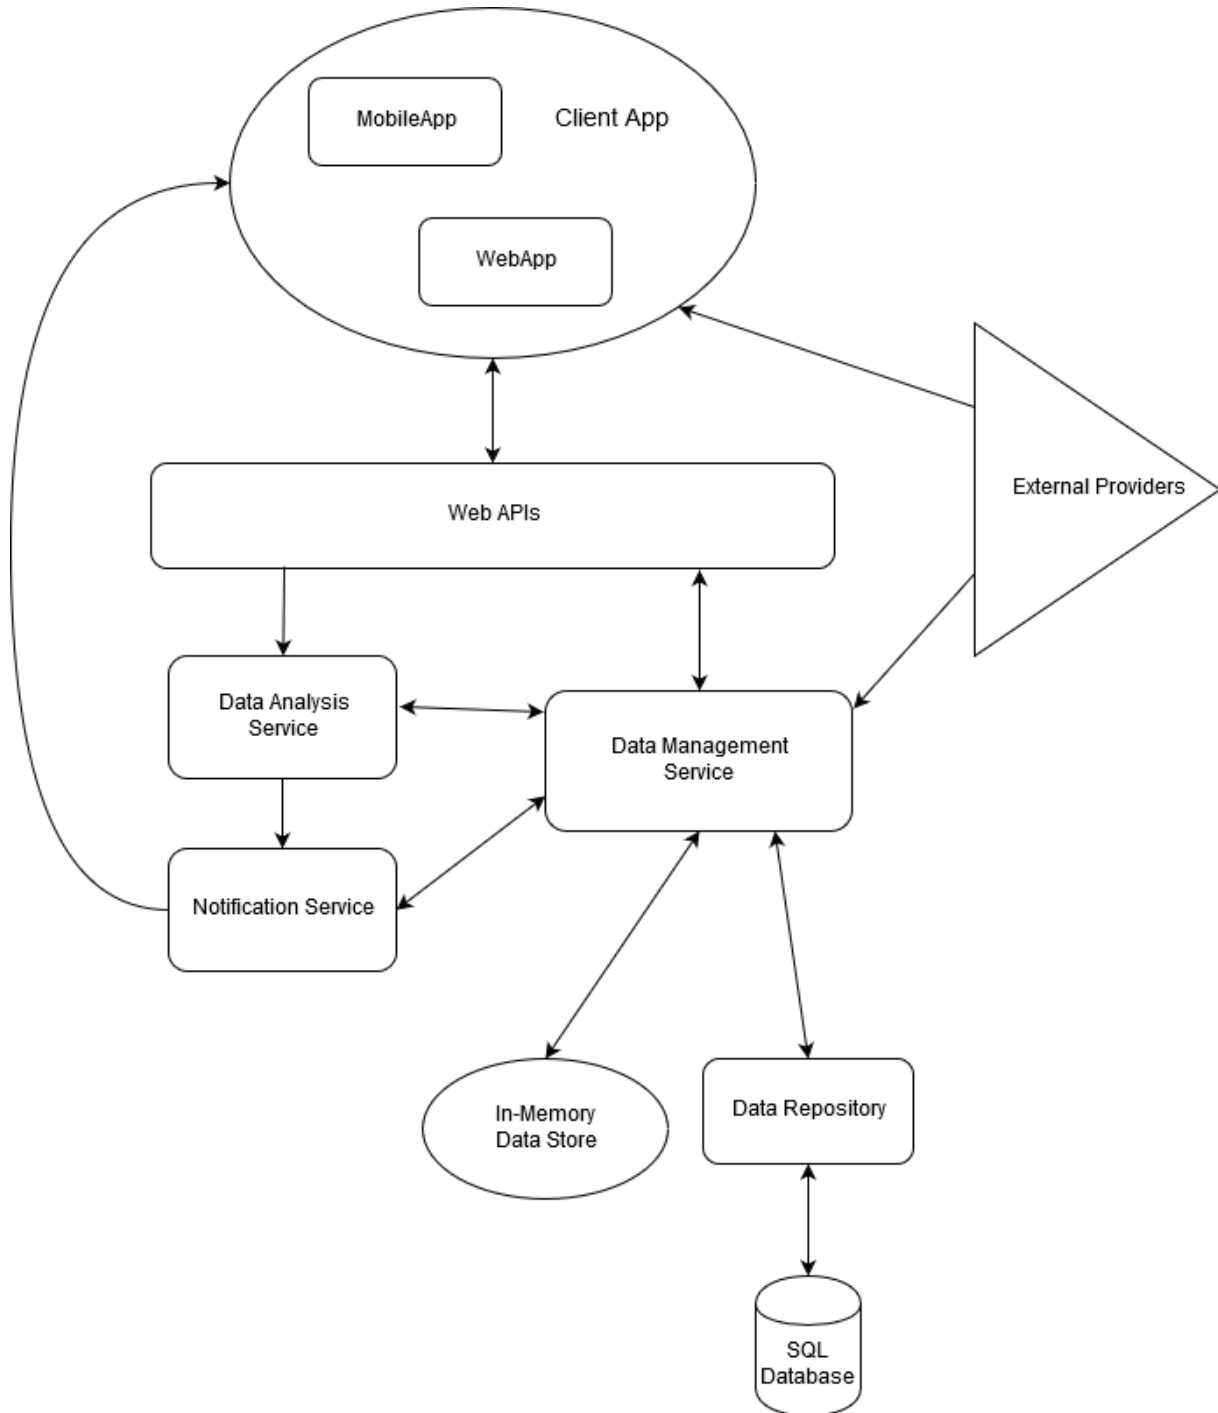 MobileApp
Client App
WebApp
External Providers
Web APIs
Data Analysis
Service
Data Management
Service
Notification Service
In-Memory
Data Store
Data Repository
SQL
Database